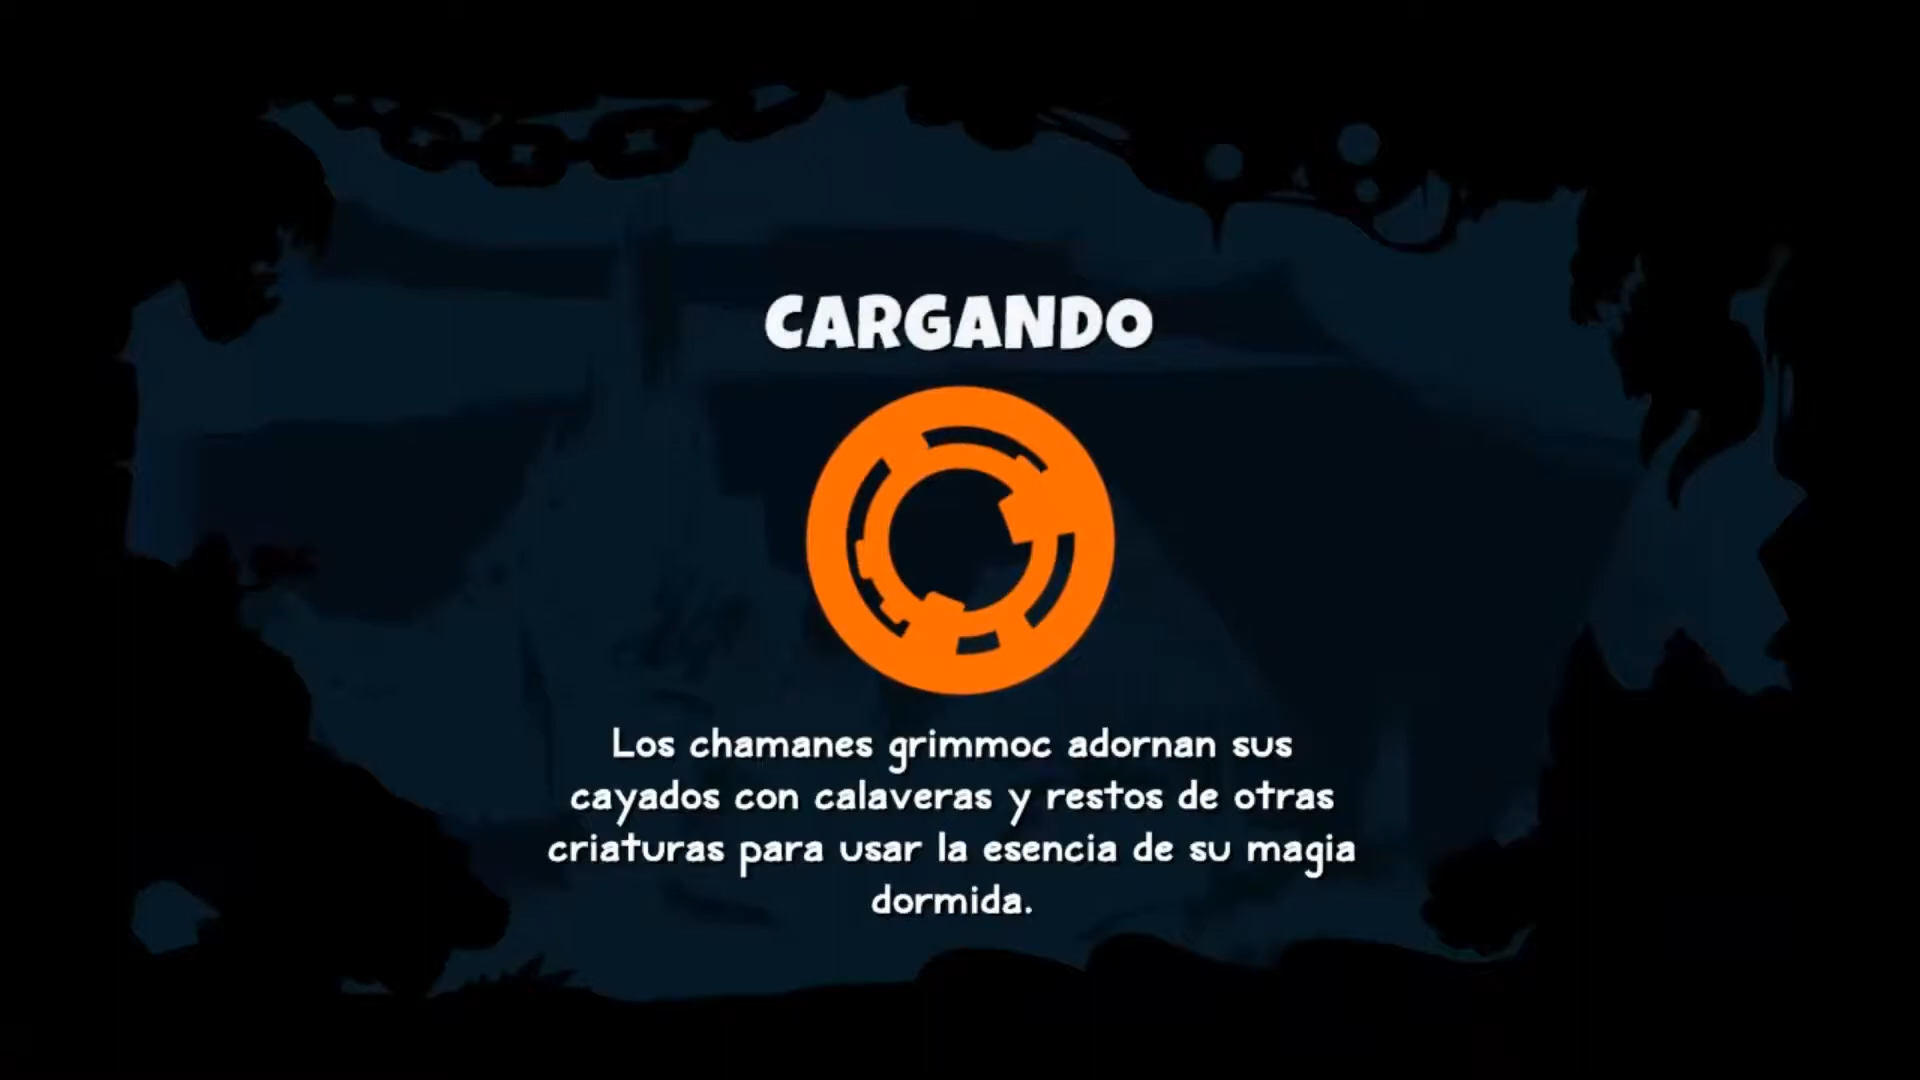 CARGANDO
Los chamanes grimmoc adornan sus
cayados con calaveras y restos de otras
criaturas para usar la esencia de su magia
dormida.